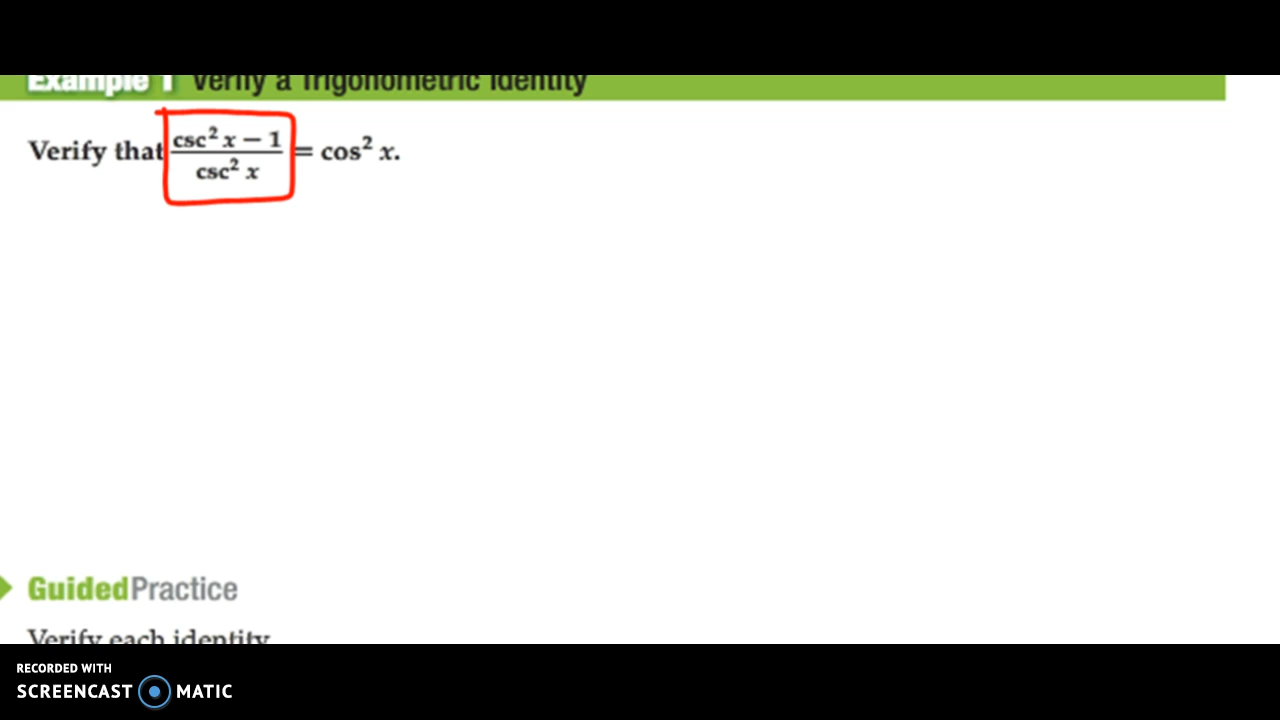 Example 1 Verify a Trigonometric Identity
Verify that csc² x − 1 / csc² x = cos² x.
GuidedPractice
Verify each identity.
RECORDED WITH
SCREENCAST MATIC